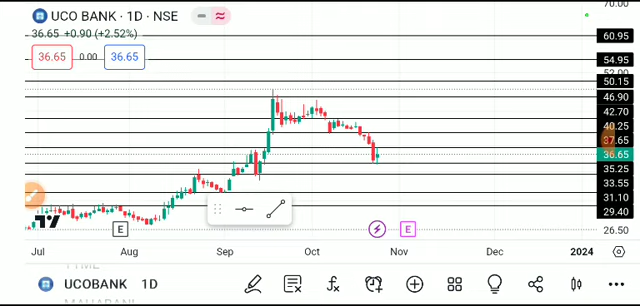 70.00
UCO BANK · 1D · NSE
36.65 +0.90 (+2.52%)
60.95
36.65 0.00 36.65
54.95
52.00
50.15
46.90
42.70
40.25
37.65
36.65
35.25
33.55
31.10
29.40
26.50
E E
Jul Aug Sep Oct Nov Dec 2024
UCOBANK 1D